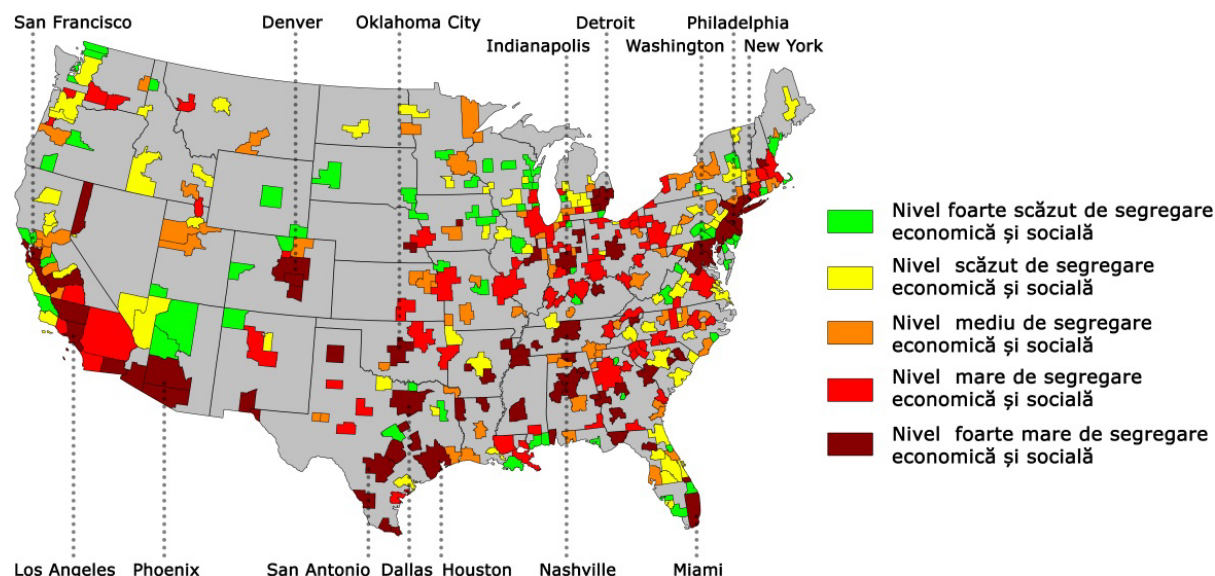 San Francisco
Denver
Oklahoma City
Detroit
Philadelphia
Indianapolis
Washington
New York
Nivel foarte scăzut de segregare
economică și socială
Nivel scăzut de segregare
economică și socială
Nivel mediu de segregare
economică și socială
Nivel mare de segregare
economică și socială
Nivel foarte mare de segregare
economică și socială
Los Angeles
Phoenix
San Antonio
Dallas
Houston
Nashville
Miami